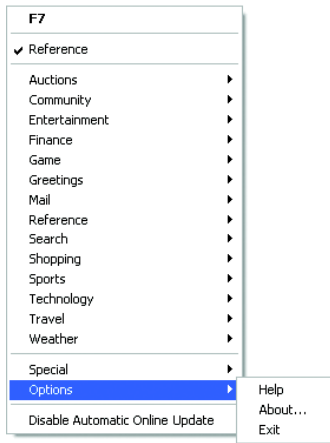 F7
Reference
Auctions
Community
Entertainment
Finance
Game
Greetings
Mail
Reference
Search
Shopping
Sports
Technology
Travel
Weather
Special
Options
Disable Automatic Online Update
Help
About...
Exit